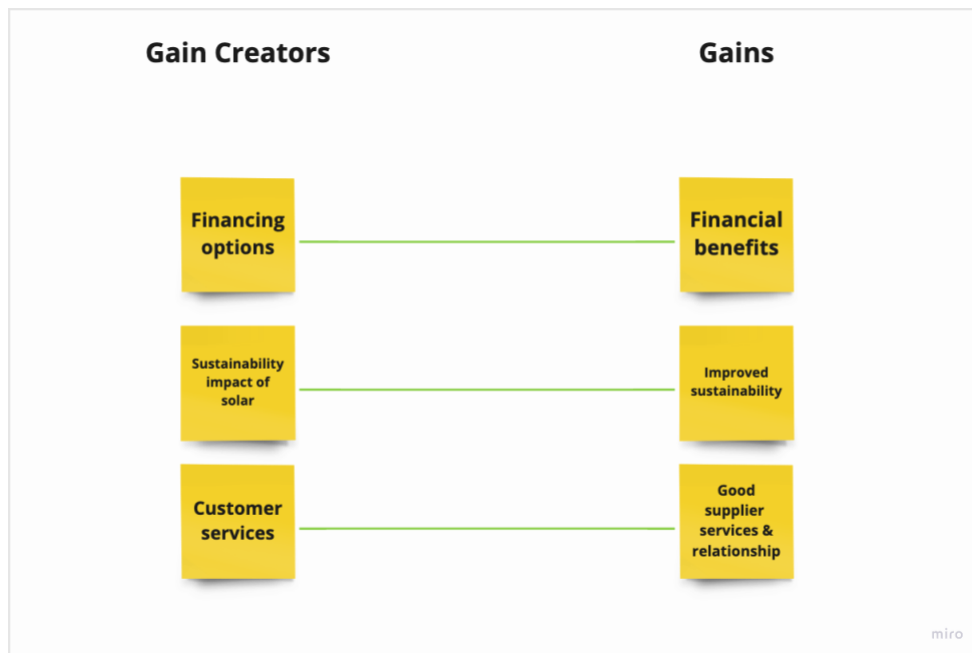 Gain Creators
Gains
Financing
options
Financial
benefits
Sustainability
impact of
solar
Improved
sustainability
Customer
services
Good
supplier
services &
relationship
miro